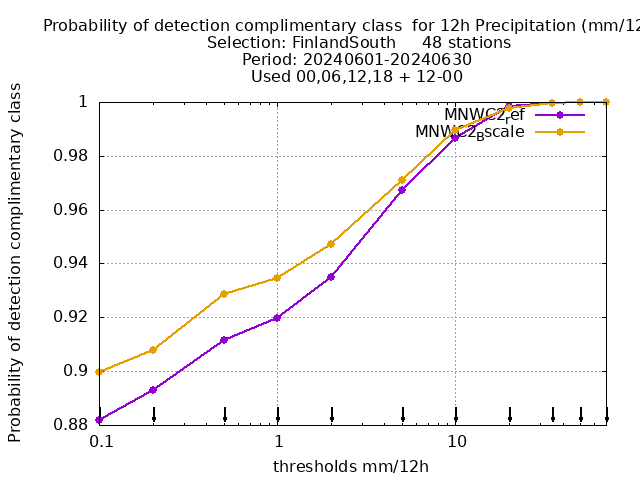 Probability of detection complimentary class  for 12h Precipitation (mm/12
Selection: FinlandSouth     48 stations
Period: 20240601-20240630
Used 00,06,12,18 + 12-00
Probability of detection complimentary class
1
0.98
0.96
0.94
0.92
0.9
0.88
MNWC2ref
MNWC2Bscale
0.1
1
10
thresholds mm/12h